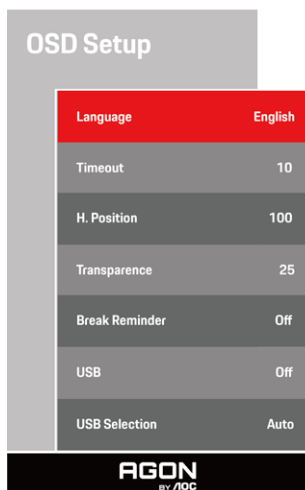 OSD Setup
Language English
Timeout 10
H. Position 100
Transparence 25
Break Reminder Off
USB Off
USB Selection Auto
AGON
BY AOC